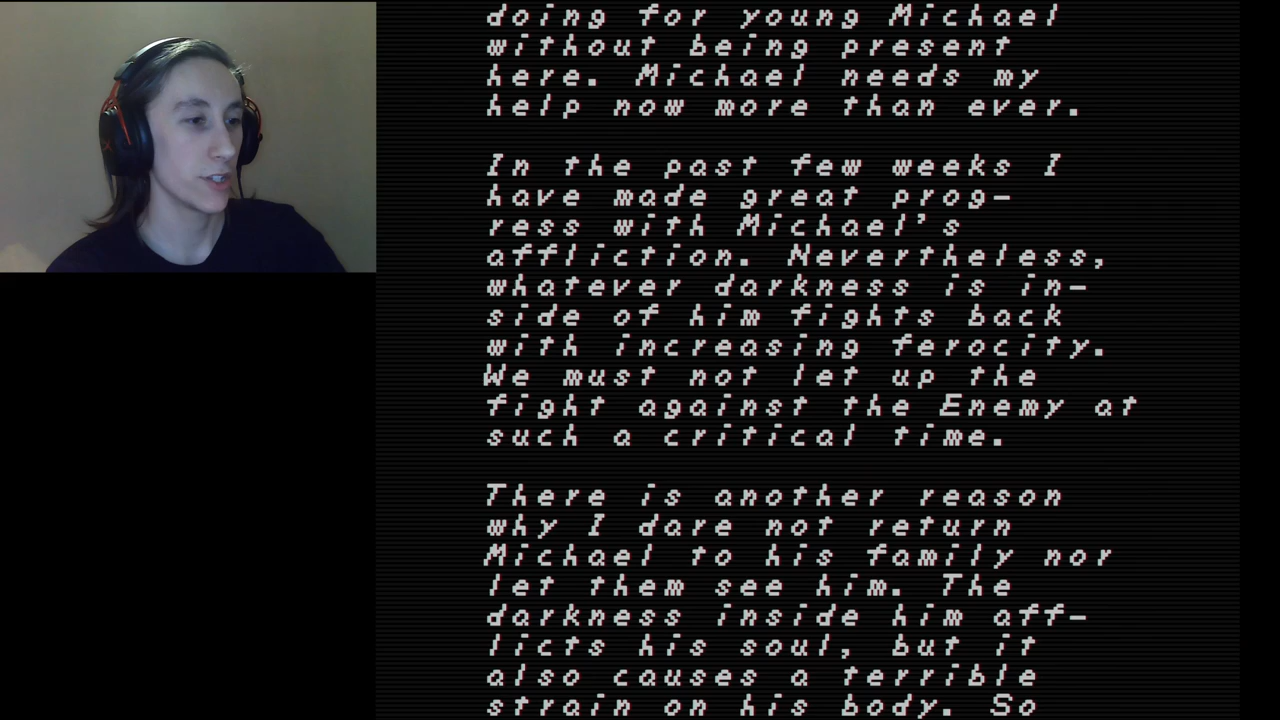 doing for young Michael
without being present
here. Michael needs my
help now more than ever.
In the past few weeks I
have made great prog-
ress with Michael's
affliction. Nevertheless,
whatever darkness is in-
side of him fights back
with increasing ferocity.
We must not let up the
fight against the Enemy at
such a critical time.
There is another reason
why I dare not return
Michael to his family nor
let them see him. The
darkness inside him aff-
licts his soul, but it
also causes a terrible
strain on his body. So